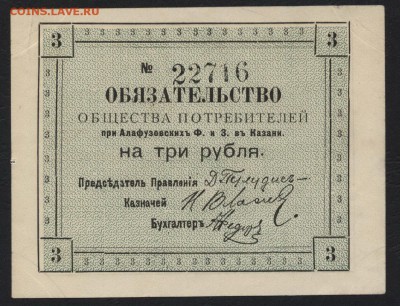 COINS.LAVE.RU
3 3
№ 22716
ОБЯЗАТЕЛЬСТВО
ОБЩЕСТВА ПОТРЕБИТЕЛЕЙ
при Алафузовскихъ Ф. и З. въ Казани.
на три рубля.
Предсѣдатель Правленія
Казначей
Бухгалтеръ
3 3